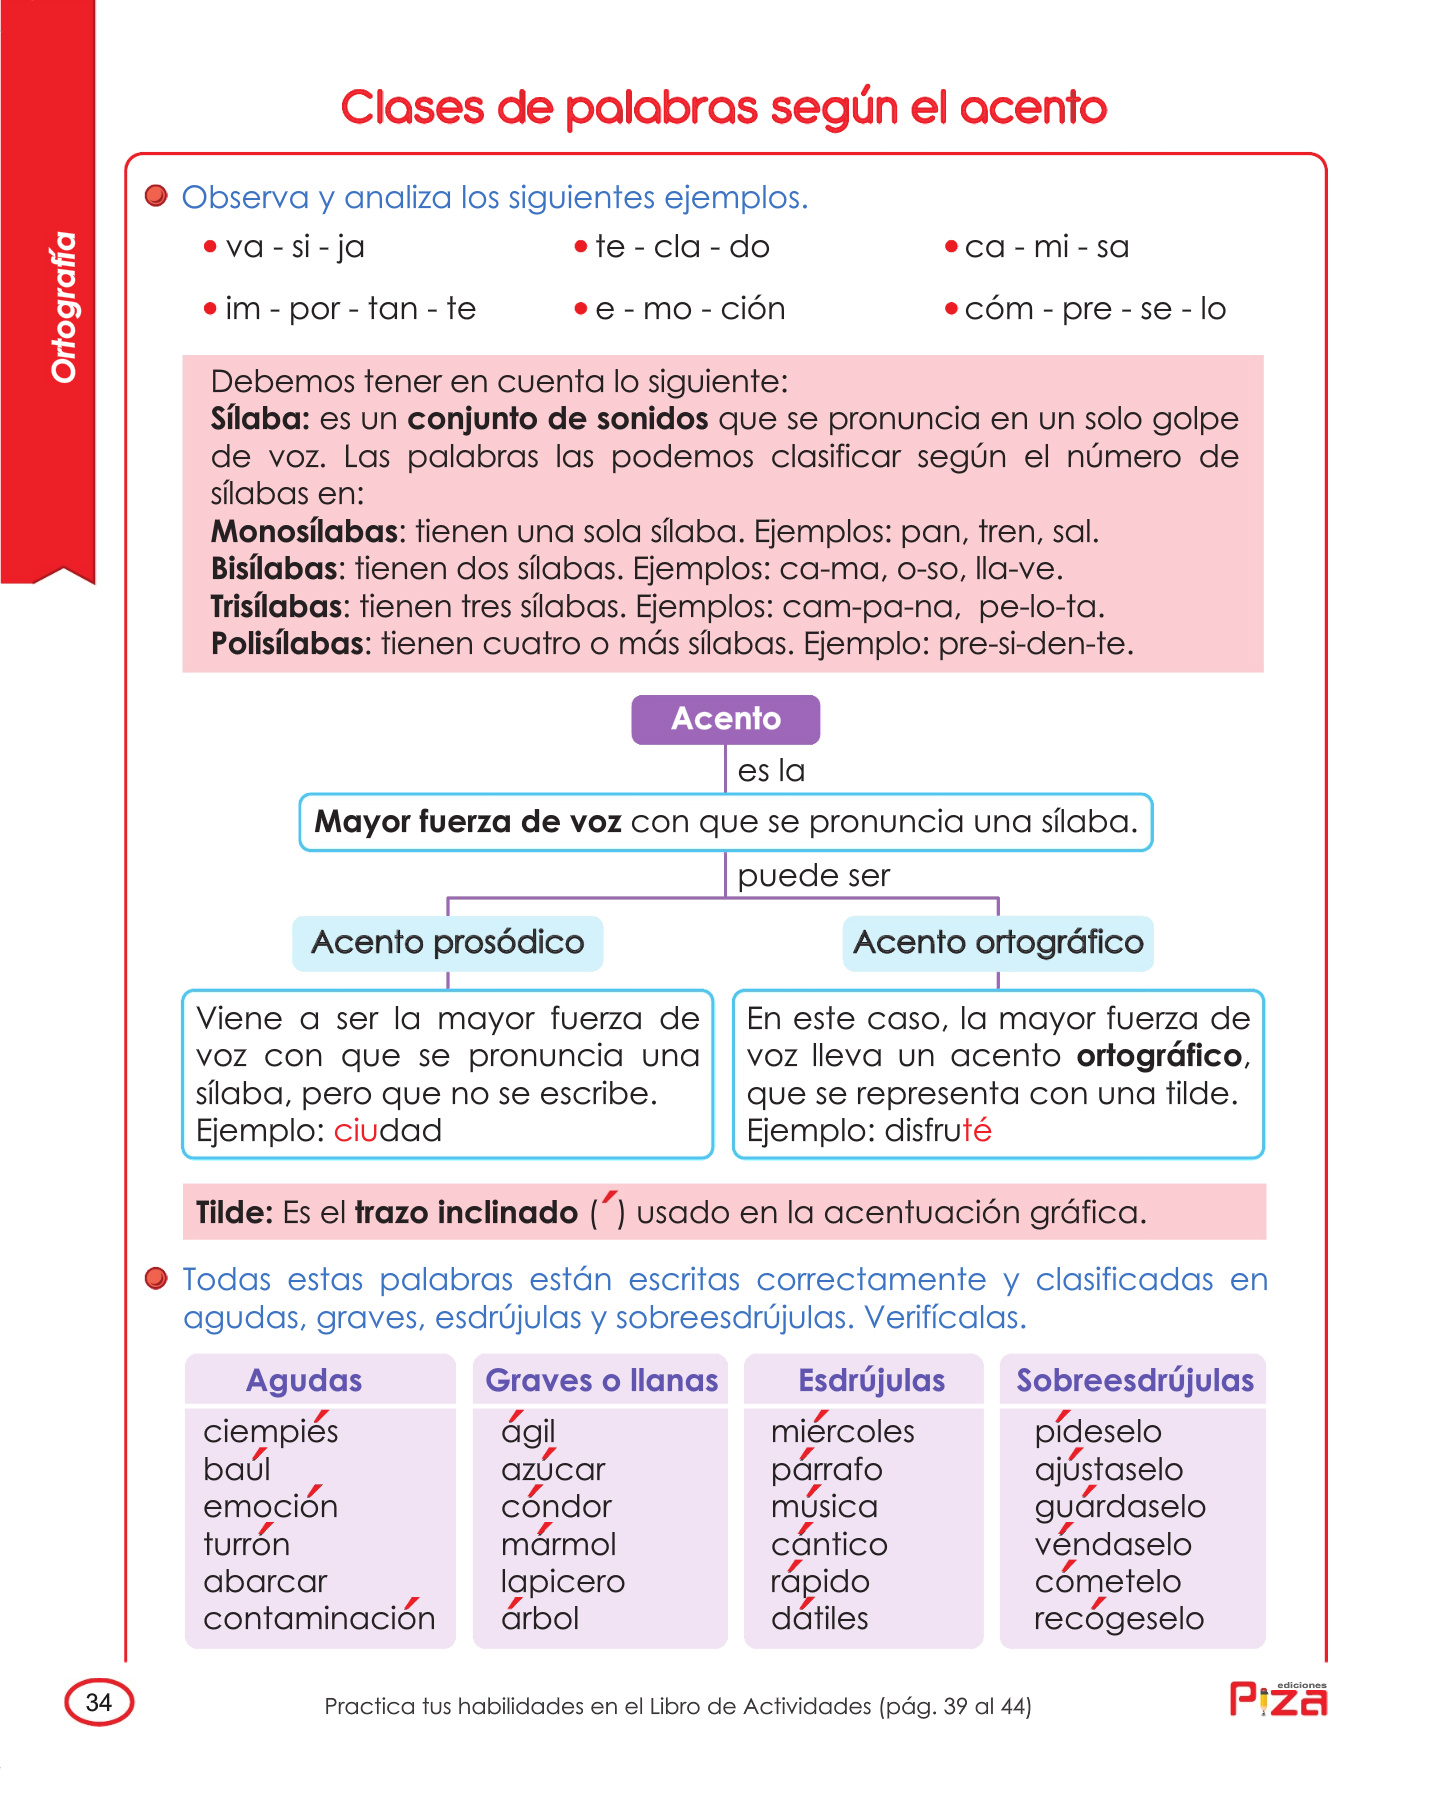 Ortografía
Clases de palabras según el acento
Observa y analiza los siguientes ejemplos.
• va - si - ja • te - cla - do • ca - mi - sa
• im - por - tan - te • e - mo - ción • cóm - pre - se - lo
Debemos tener en cuenta lo siguiente:
Sílaba: es un conjunto de sonidos que se pronuncia en un solo golpe
de voz. Las palabras las podemos clasificar según el número de
sílabas en:
Monosílabas: tienen una sola sílaba. Ejemplos: pan, tren, sal.
Bisílabas: tienen dos sílabas. Ejemplos: ca-ma, o-so, lla-ve.
Trisílabas: tienen tres sílabas. Ejemplos: cam-pa-na, pe-lo-ta.
Polisílabas: tienen cuatro o más sílabas. Ejemplo: pre-si-den-te.
Acento
es la
Mayor fuerza de voz con que se pronuncia una sílaba.
puede ser
Acento prosódico
Viene a ser la mayor fuerza de
voz con que se pronuncia una
sílaba, pero que no se escribe.
Ejemplo: ciudad
Acento ortográfico
En este caso, la mayor fuerza de
voz lleva un acento ortográfico,
que se representa con una tilde.
Ejemplo: disfruté
Tilde: Es el trazo inclinado (´) usado en la acentuación gráfica.
Todas estas palabras están escritas correctamente y clasificadas en
agudas, graves, esdrújulas y sobreesdrújulas. Verifícalas.
Agudas
ciempiés
baúl
emoción
turrón
abarcar
contaminación
Graves o llanas
ágil
azúcar
cóndor
mármol
lapicero
árbol
Esdrújulas
miércoles
párrafo
música
cántico
rápido
dátiles
Sobreesdrújulas
pídeselo
ajústaselo
guárdaselo
véndaselo
cómetelo
recógeselo
34
Practica tus habilidades en el Libro de Actividades (pág. 39 al 44)
ediciones
Piza